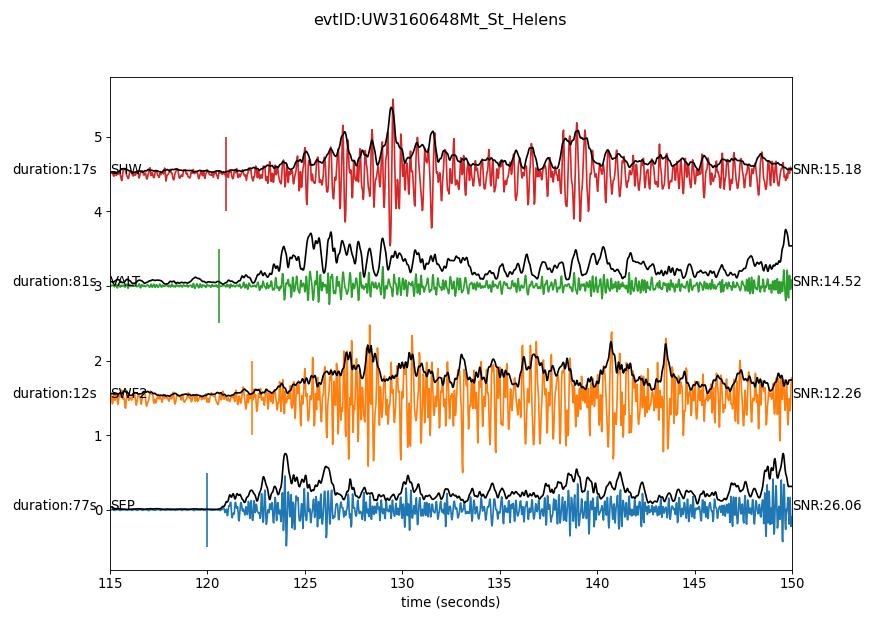 evtID:UW3160648Mt_St_Helens
5
duration:17s SHW SNR:15.18
4
duration:81s VALT SNR:14.52
3
2
duration:12s SWF2 SNR:12.26
1
duration:77s SEP SNR:26.06
0
115 120 125 130 135 140 145 150
time (seconds)